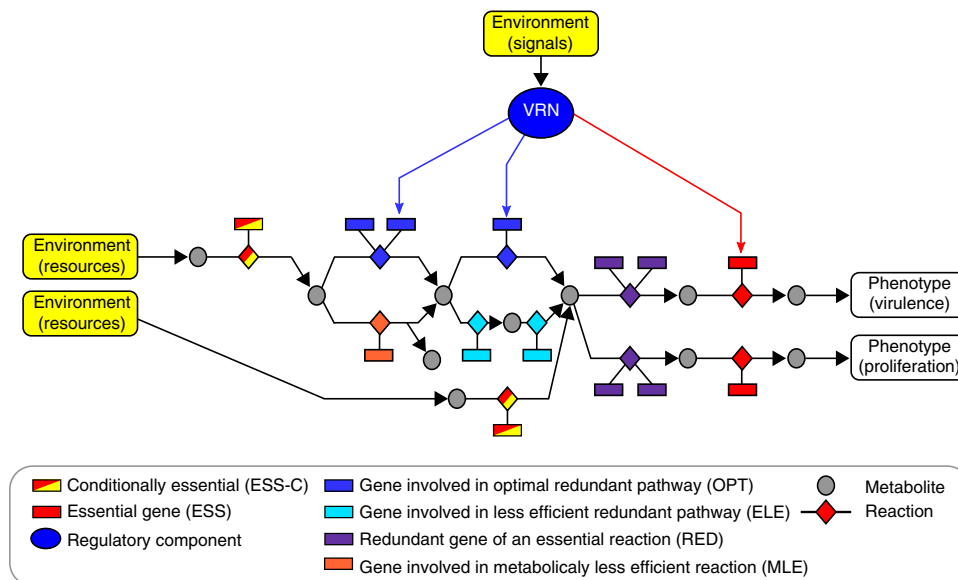 Environment
(signals)
VRN
Environment
(resources)
Environment
(resources)
Phenotype
(virulence)
Phenotype
(proliferation)
Conditionally essential (ESS-C)
Essential gene (ESS)
Regulatory component
Gene involved in optimal redundant pathway (OPT)
Gene involved in less efficient redundant pathway (ELE)
Redundant gene of an essential reaction (RED)
Gene involved in metabolicaly less efficient reaction (MLE)
Metabolite
Reaction